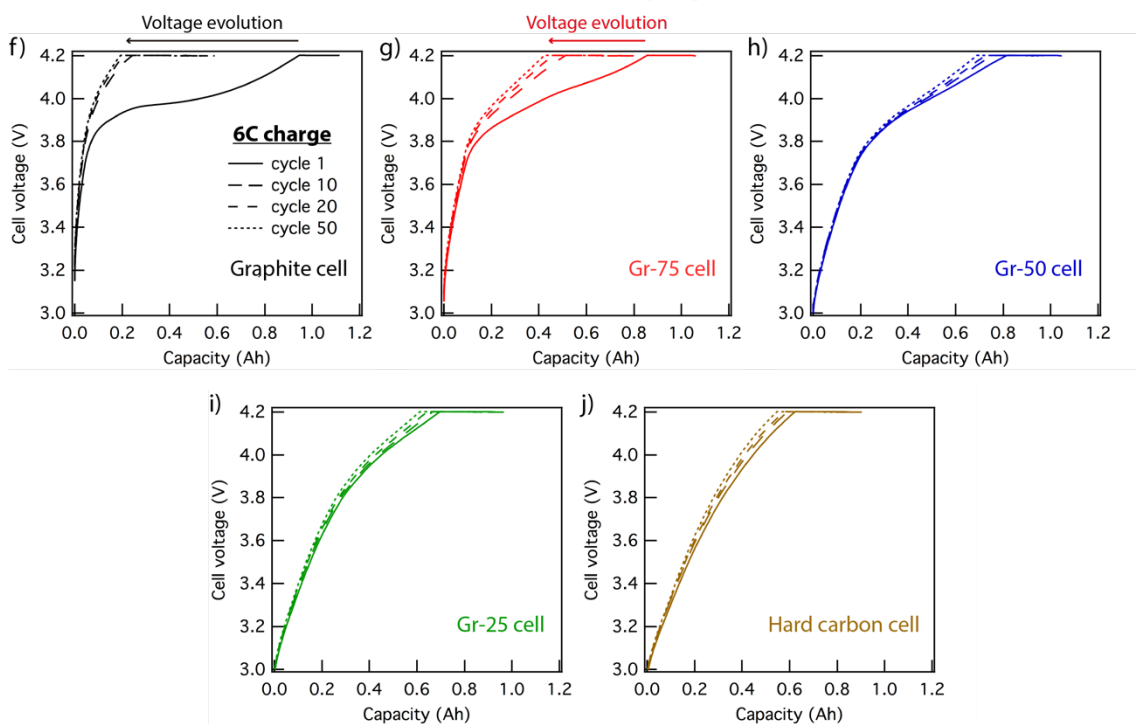 Voltage evolution
f)
4.2
4.0
3.8
3.6
3.4
3.2
3.0
Cell voltage (V)
6C charge
cycle 1
cycle 10
cycle 20
cycle 50
Graphite cell
0.0 0.2 0.4 0.6 0.8 1.0 1.2
Capacity (Ah)
Voltage evolution
g)
4.2
4.0
3.8
3.6
3.4
3.2
3.0
Cell voltage (V)
Gr-75 cell
0.0 0.2 0.4 0.6 0.8 1.0 1.2
Capacity (Ah)
h)
4.2
4.0
3.8
3.6
3.4
3.2
3.0
Cell voltage (V)
Gr-50 cell
0.0 0.2 0.4 0.6 0.8 1.0 1.2
Capacity (Ah)
i)
4.2
4.0
3.8
3.6
3.4
3.2
3.0
Cell voltage (V)
Gr-25 cell
0.0 0.2 0.4 0.6 0.8 1.0 1.2
Capacity (Ah)
j)
4.2
4.0
3.8
3.6
3.4
3.2
3.0
Cell voltage (V)
Hard carbon cell
0.0 0.2 0.4 0.6 0.8 1.0 1.2
Capacity (Ah)